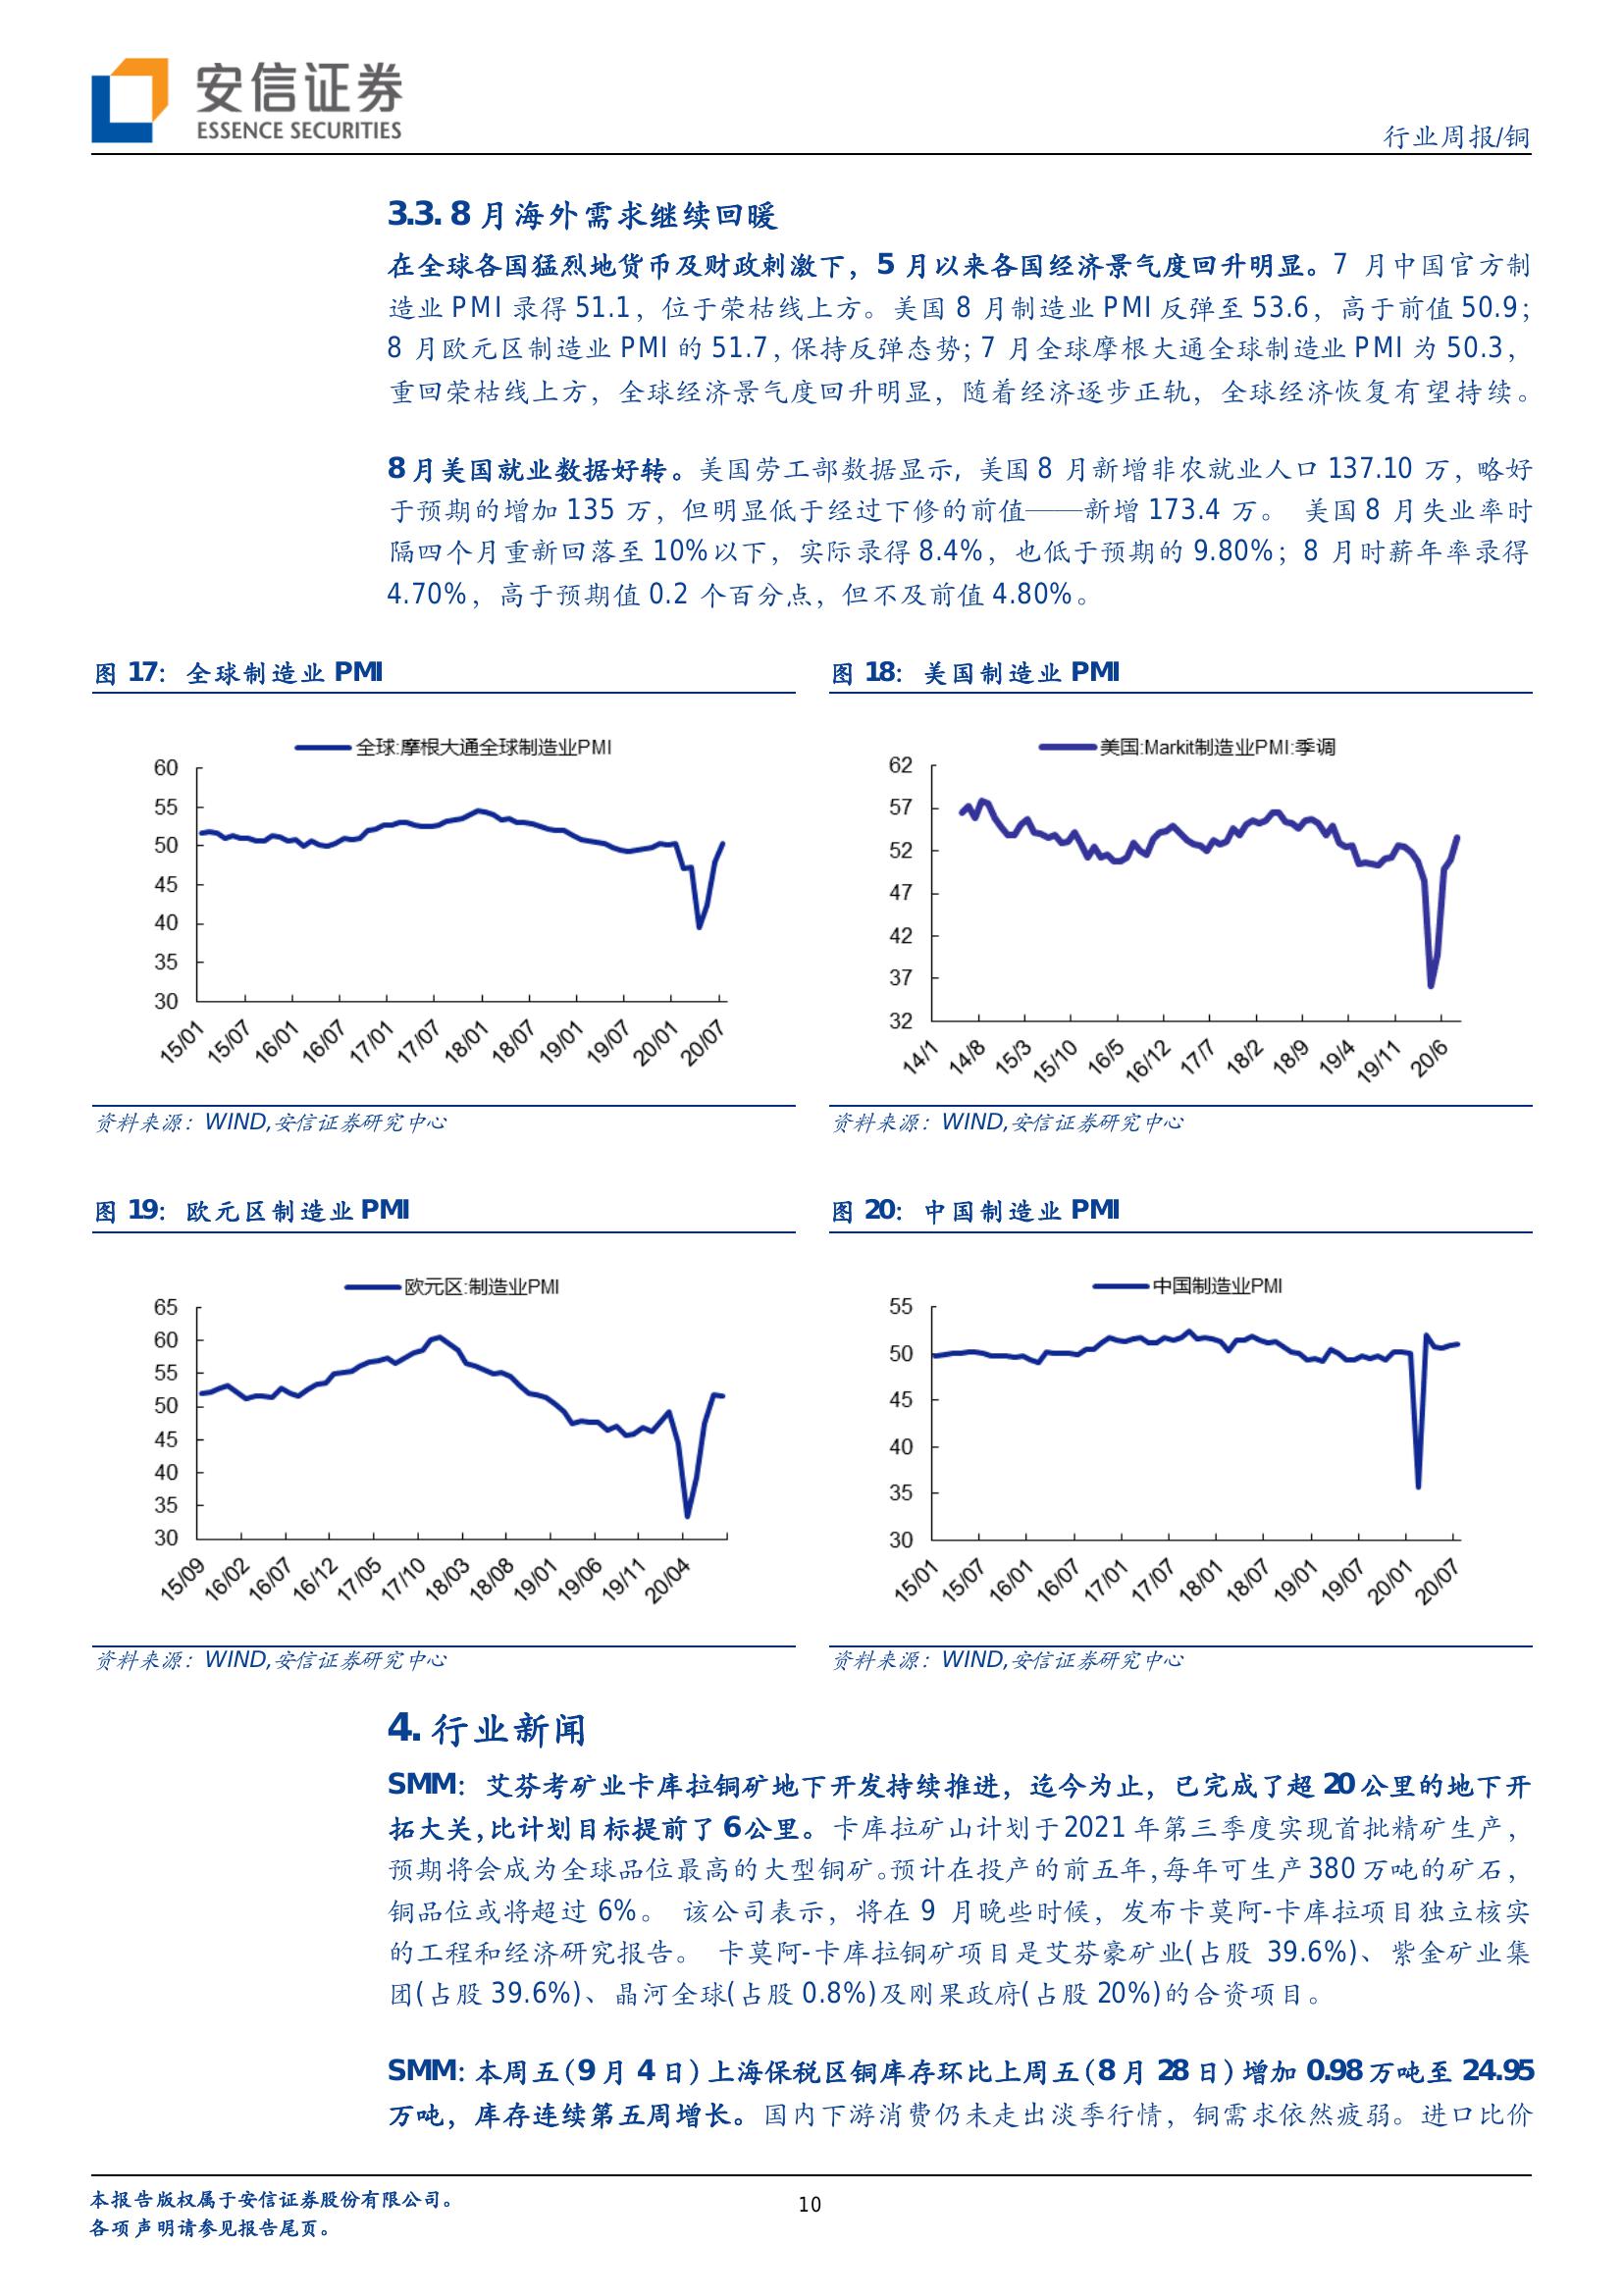 安信证券
ESSENCE SECURITIES
行业周报/铜
3.3. 8 月海外需求继续回暖
在全球各国猛烈地货币及财政刺激下，5 月以来各国经济景气度回升明显。7 月中国官方制
造业 PMI 录得 51.1，位于荣枯线上方。美国 8 月制造业 PMI 反弹至 53.6，高于前值 50.9；
8 月欧元区制造业 PMI 的 51.7，保持反弹态势；7 月全球摩根大通全球制造业 PMI 为 50.3，
重回荣枯线上方，全球经济景气度回升明显，随着经济逐步正轨，全球经济恢复有望持续。
8 月美国就业数据好转。美国劳工部数据显示，美国 8 月新增非农就业人口 137.10 万，略好
于预期的增加 135 万，但明显低于经过下修的前值——新增 173.4 万。 美国 8 月失业率时
隔四个月重新回落至 10%以下，实际录得 8.4%，也低于预期的 9.80%；8 月时薪年率录得
4.70%，高于预期值 0.2 个百分点，但不及前值 4.80%。
图 17：全球制造业 PMI
全球:摩根大通全球制造业PMI
60
55
50
45
40
35
30
15/01 15/07 16/01 16/07 17/01 17/07 18/01 18/07 19/01 19/07 20/01 20/07
资料来源：WIND,安信证券研究中心
图 18：美国制造业 PMI
美国:Markit制造业PMI:季调
62
57
52
47
42
37
32
14/1 14/8 15/3 15/10 16/5 16/12 17/7 18/2 18/9 19/4 19/11 20/6
资料来源：WIND,安信证券研究中心
图 19：欧元区制造业 PMI
欧元区:制造业PMI
65
60
55
50
45
40
35
30
15/09 16/02 16/07 16/12 17/05 17/10 18/03 18/08 19/01 19/06 19/11 20/04
资料来源：WIND,安信证券研究中心
图 20：中国制造业 PMI
中国制造业PMI
55
50
45
40
35
30
15/01 15/07 16/01 16/07 17/01 17/07 18/01 18/07 19/01 19/07 20/01 20/07
资料来源：WIND,安信证券研究中心
4. 行业新闻
SMM：艾芬考矿业卡库拉铜矿地下开发持续推进，迄今为止，已完成了超 20 公里的地下开
拓大关，比计划目标提前了 6 公里。卡库拉矿山计划于 2021 年第三季度实现首批精矿生产，
预期将会成为全球品位最高的大型铜矿。预计在投产的前五年，每年可生产 380 万吨的矿石，
铜品位或将超过 6%。 该公司表示，将在 9 月晚些时候，发布卡莫阿-卡库拉项目独立核实
的工程和经济研究报告。 卡莫阿-卡库拉铜矿项目是艾芬豪矿业(占股 39.6%)、紫金矿业集
团(占股 39.6%)、晶河全球(占股 0.8%)及刚果政府(占股 20%)的合资项目。
SMM：本周五（9 月 4 日）上海保税区铜库存环比上周五（8 月 28 日）增加 0.98 万吨至 24.95
万吨，库存连续第五周增长。国内下游消费仍未走出淡季行情，铜需求依然疲弱。进口比价
本报告版权属于安信证券股份有限公司。
各项声明请参见报告尾页。
10